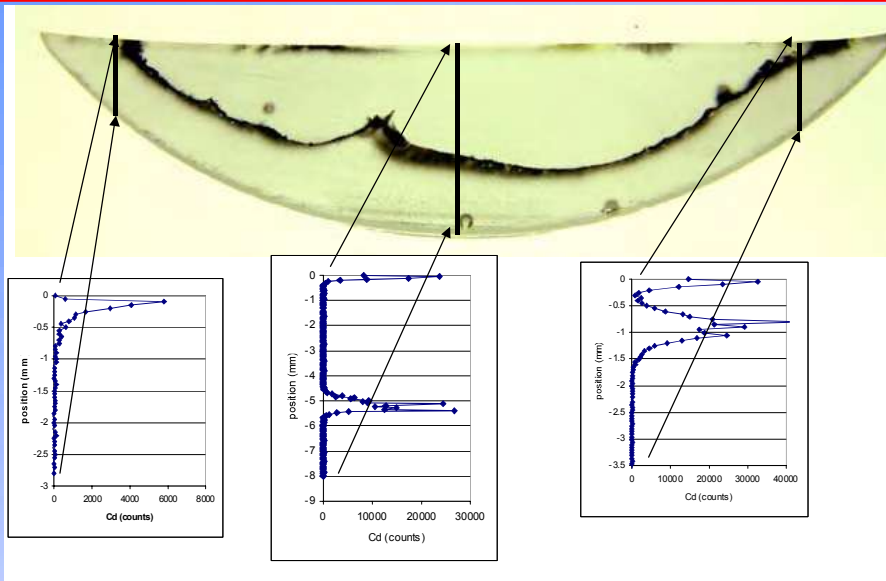 position (mm
0
-0.5
-1
-1.5
-2
-2.5
-3
0 2000 4000 6000 8000
Cd (counts)
position (mm)
0
-1
-2
-3
-4
-5
-6
-7
-8
-9
0 10000 20000 30000
Cd (counts)
position (mm)
0
-0.5
-1
-1.5
-2
-2.5
-3
-3.5
0 10000 20000 30000 40000
Cd (counts)